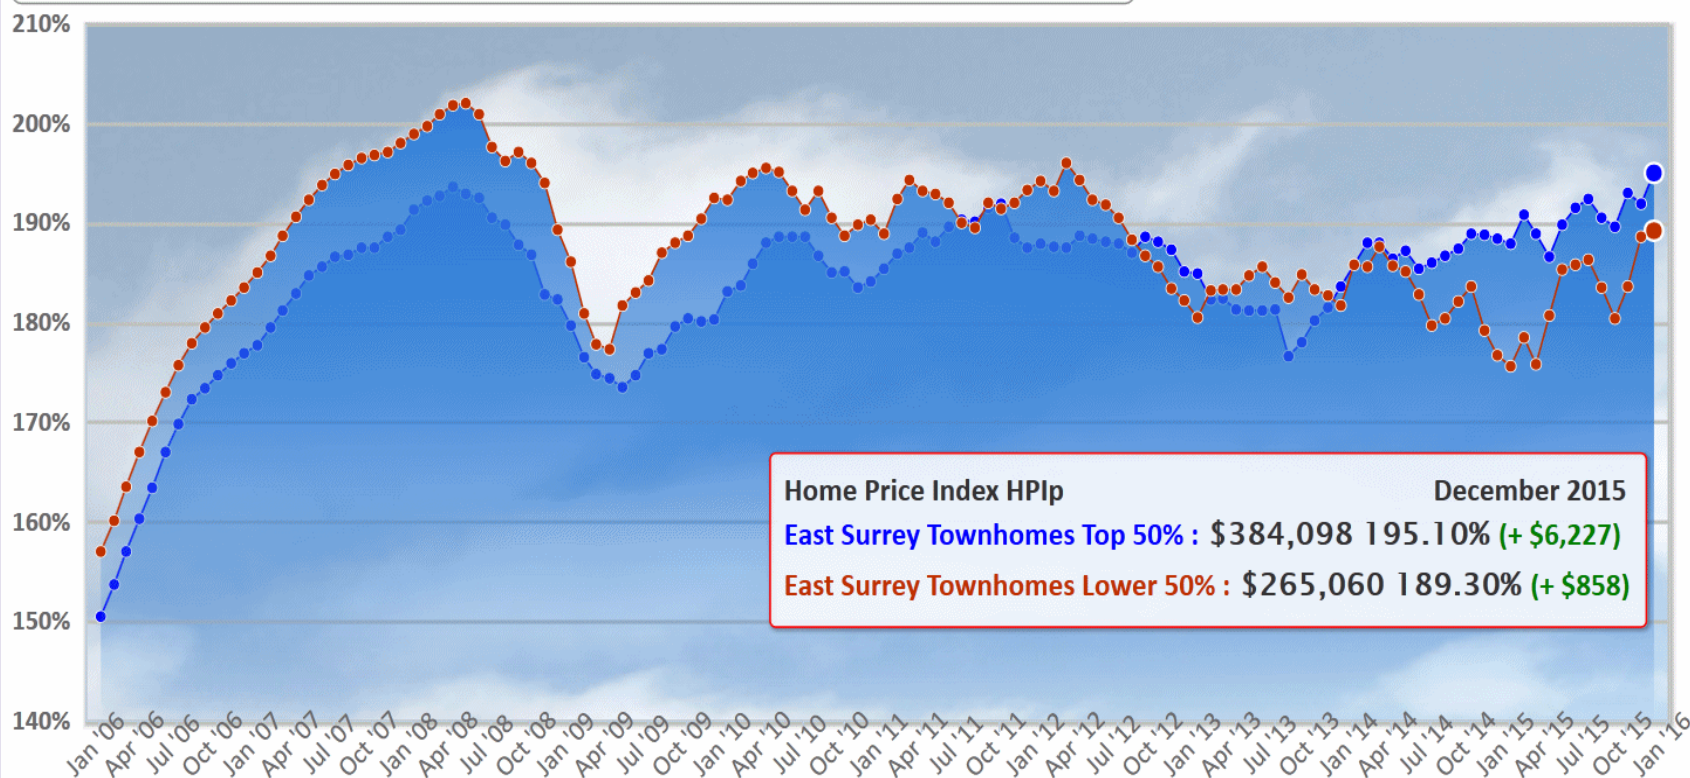 210%
200%
190%
180%
170%
160%
150%
140%
Home Price Index HPIp December 2015
East Surrey Townhomes Top 50% : $384,098 195.10% (+ $6,227)
East Surrey Townhomes Lower 50% : $265,060 189.30% (+ $858)
Jan '06 Apr '06 Jul '06 Oct '06 Jan '07 Apr '07 Jul '07 Oct '07 Jan '08 Apr '08 Jul '08 Oct '08 Jan '09 Apr '09 Jul '09 Oct '09 Jan '10 Apr '10 Jul '10 Oct '10 Jan '11 Apr '11 Jul '11 Oct '11 Jan '12 Apr '12 Jul '12 Oct '12 Jan '13 Apr '13 Jul '13 Oct '13 Jan '14 Apr '14 Jul '14 Oct '14 Jan '15 Apr '15 Jul '15 Oct '15 Jan '16